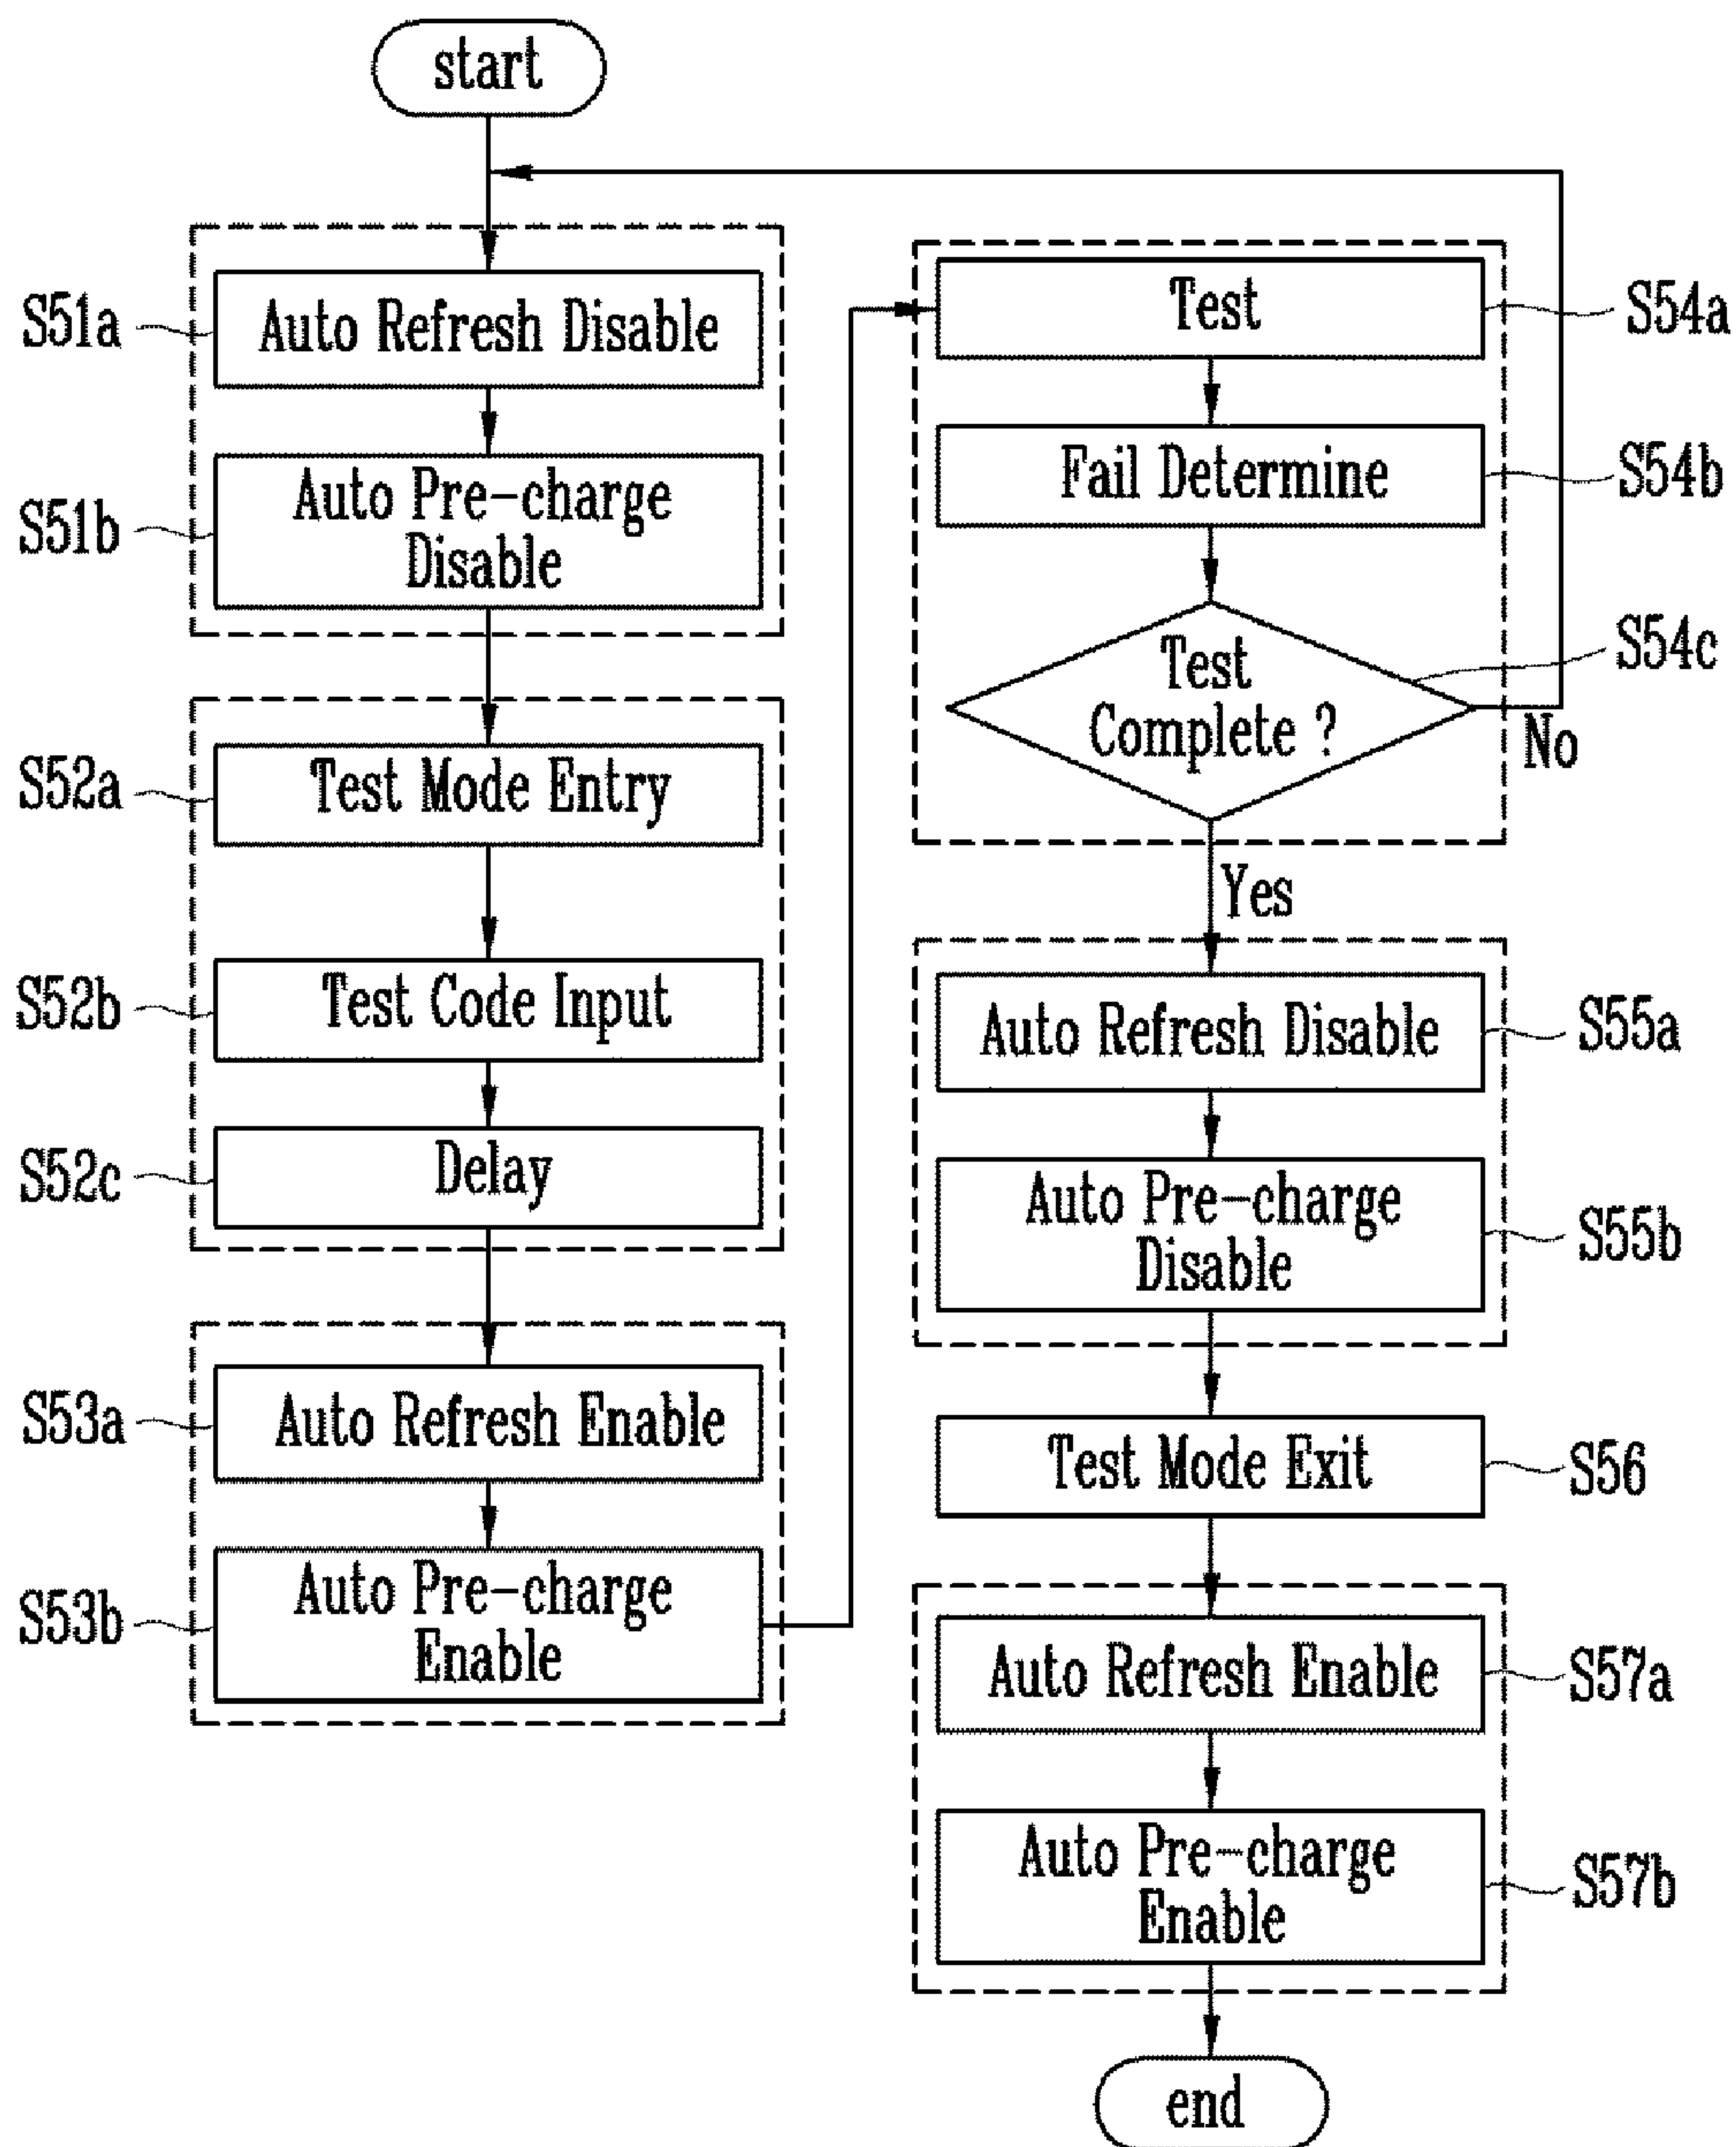 start
S51a
Auto Refresh Disable
S51b
Auto Pre-charge
Disable
S52a
Test Mode Entry
S52b
Test Code Input
S52c
Delay
S53a
Auto Refresh Enable
S53b
Auto Pre-charge
Enable
Test
S54a
Fail Determine
S54b
Test
Complete ?
S54c
No
Yes
Auto Refresh Disable
S55a
Auto Pre-charge
Disable
S55b
Test Mode Exit
S56
Auto Refresh Enable
S57a
Auto Pre-charge
Enable
S57b
end